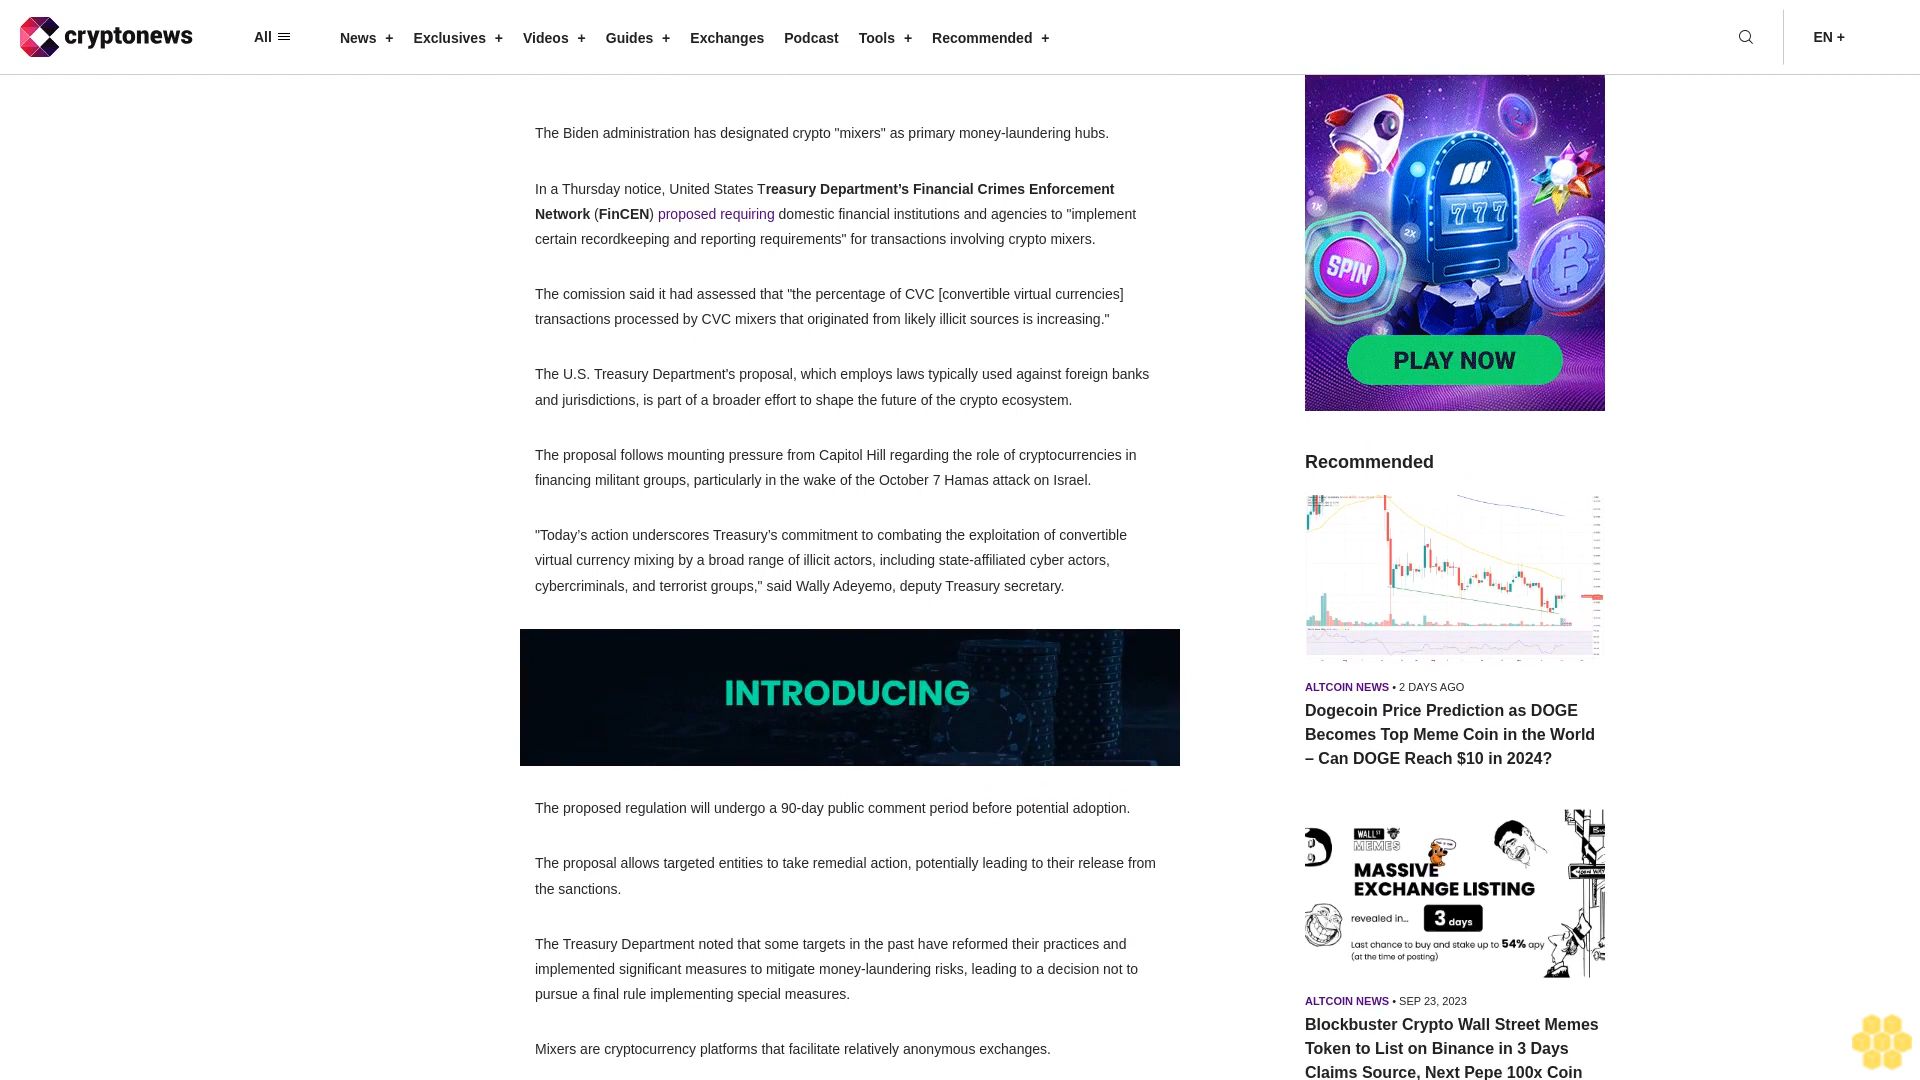 cryptonews
All
News + Exclusives + Videos + Guides + Exchanges Podcast Tools + Recommended +
EN +
The Biden administration has designated crypto "mixers" as primary money-laundering hubs.
In a Thursday notice, United States Treasury Department’s Financial Crimes Enforcement
Network (FinCEN) proposed requiring domestic financial institutions and agencies to "implement
certain recordkeeping and reporting requirements" for transactions involving crypto mixers.
The comission said it had assessed that "the percentage of CVC [convertible virtual currencies]
transactions processed by CVC mixers that originated from likely illicit sources is increasing."
The U.S. Treasury Department's proposal, which employs laws typically used against foreign banks
and jurisdictions, is part of a broader effort to shape the future of the crypto ecosystem.
The proposal follows mounting pressure from Capitol Hill regarding the role of cryptocurrencies in
financing militant groups, particularly in the wake of the October 7 Hamas attack on Israel.
"Today’s action underscores Treasury’s commitment to combating the exploitation of convertible
virtual currency mixing by a broad range of illicit actors, including state-affiliated cyber actors,
cybercriminals, and terrorist groups," said Wally Adeyemo, deputy Treasury secretary.
INTRODUCING
The proposed regulation will undergo a 90-day public comment period before potential adoption.
The proposal allows targeted entities to take remedial action, potentially leading to their release from
the sanctions.
The Treasury Department noted that some targets in the past have reformed their practices and
implemented significant measures to mitigate money-laundering risks, leading to a decision not to
pursue a final rule implementing special measures.
Mixers are cryptocurrency platforms that facilitate relatively anonymous exchanges.
1X
777
2X
SPIN
3X
PLAY NOW
Recommended
ALTCOIN NEWS • 2 DAYS AGO
Dogecoin Price Prediction as DOGE
Becomes Top Meme Coin in the World
– Can DOGE Reach $10 in 2024?
WALL ST
MEMES
MASSIVE
EXCHANGE LISTING
revealed in... 3 days
Last chance to buy and stake up to 54% apy
(at the time of posting)
ALTCOIN NEWS • SEP 23, 2023
Blockbuster Crypto Wall Street Memes
Token to List on Binance in 3 Days
Claims Source, Next Pepe 100x Coin